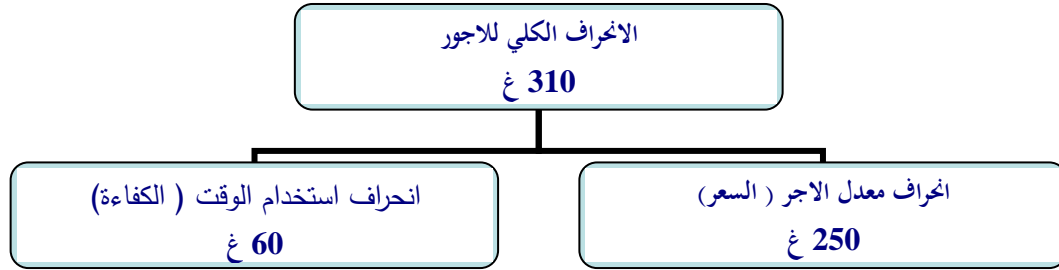 الانحراف الكلي للاجور
310 غ
انحراف معدل الاجر ( السعر)
250 غ
انحراف استخدام الوقت ( الكفاءة)
60 غ